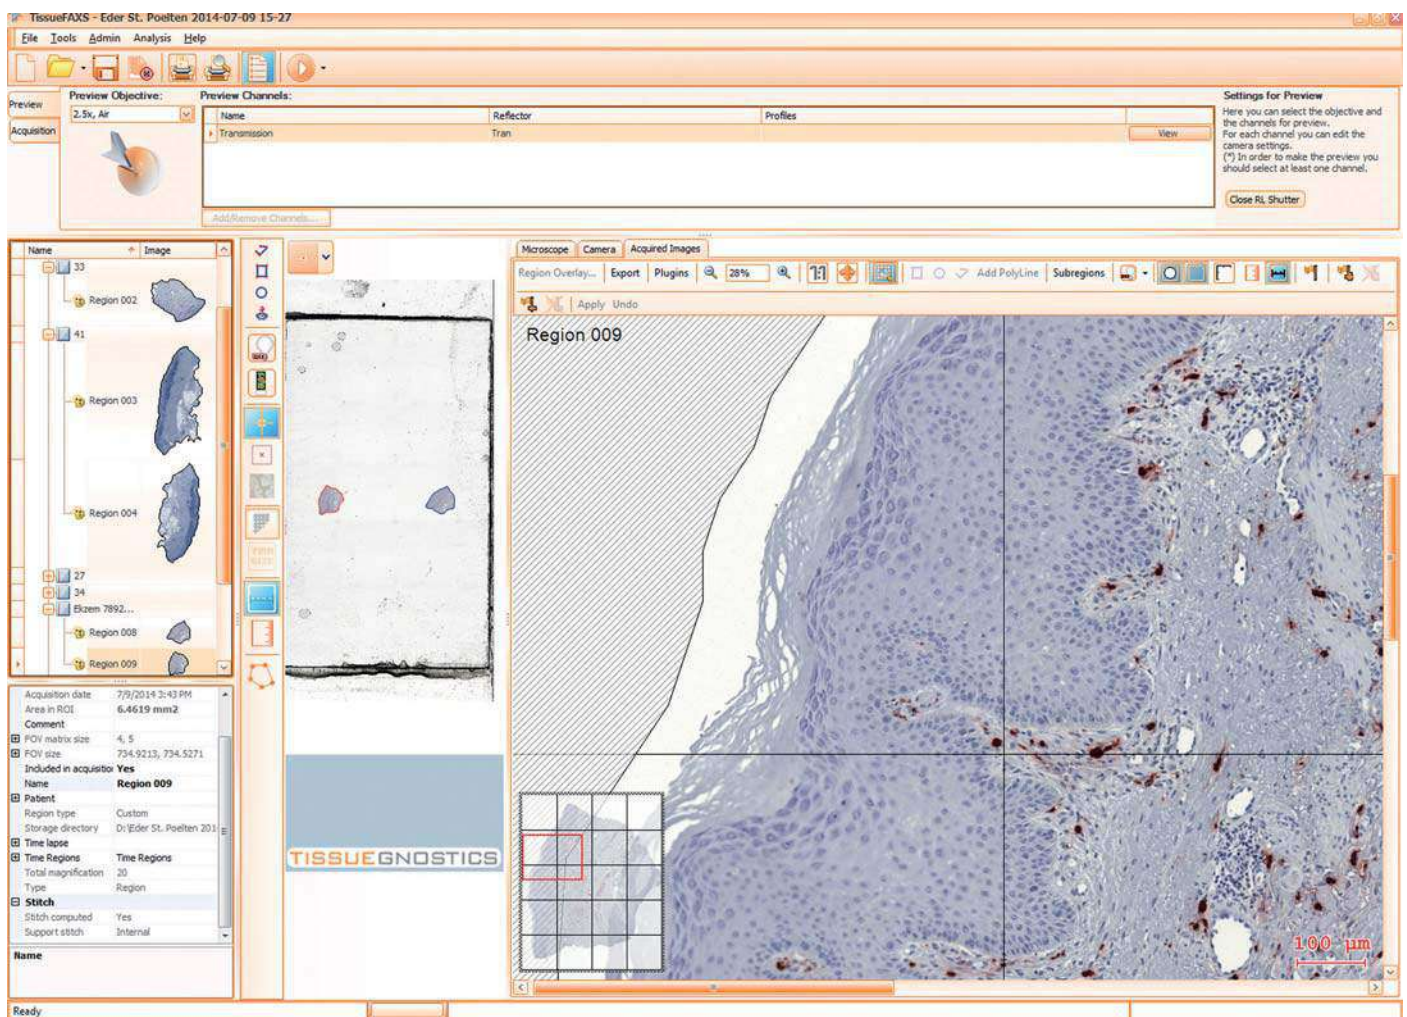 TissueFAXS - Eder St. Poelten 2014-07-09 15-27
File Tools Admin Analysis Help
Preview
Acquisition
Preview Objective:
2.5x, Air
Preview Channels:
Name Reflector Profiles
Transmission Tran View
Add/Remove Channels...
Settings for Preview
Here you can select the objective and
the channels for preview.
For each channel you can edit the
camera settings.
(*) In order to make the preview you
should select at least one channel.
Close RL Shutter
Name Image
33
Region 002
41
Region 003
Region 004
27
34
Ekzem 7892...
Region 008
Region 009
Acquisition date 7/9/2014 3:43 PM
Area in ROI 6.4619 mm2
Comment
FOV matrix size 4, 5
FOV size 734.9213, 734.5271
Included in acquisitior Yes
Name Region 009
Patient
Region type Custom
Storage directory D:\Eder St. Poelten 201
Time lapse
Time Regions Time Regions
Total magnification 20
Type Region
Stitch
Stitch computed Yes
Support stitch Internal
Name
TISSUEGNOSTICS
Microscope Camera Acquired Images
Region Overlay... Export Plugins 28% 1:1 Add PolyLine Subregions
Apply Undo
Region 009
100 µm
Ready